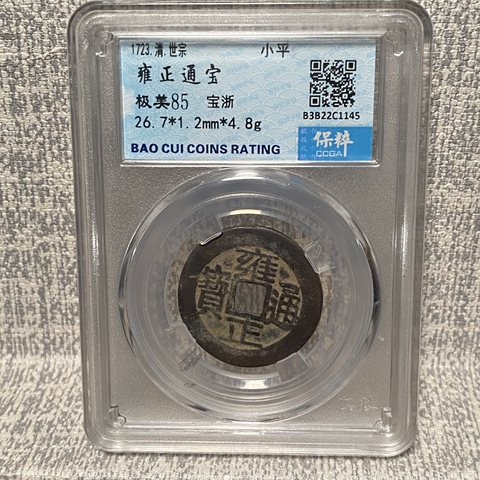 1723.清.世宗 小平
雍正通宝
极美85 宝浙
26.7*1.2mm*4.8g
B3B22C1145
BAO CUI COINS RATING
保粹
CCGA
雍正通寶